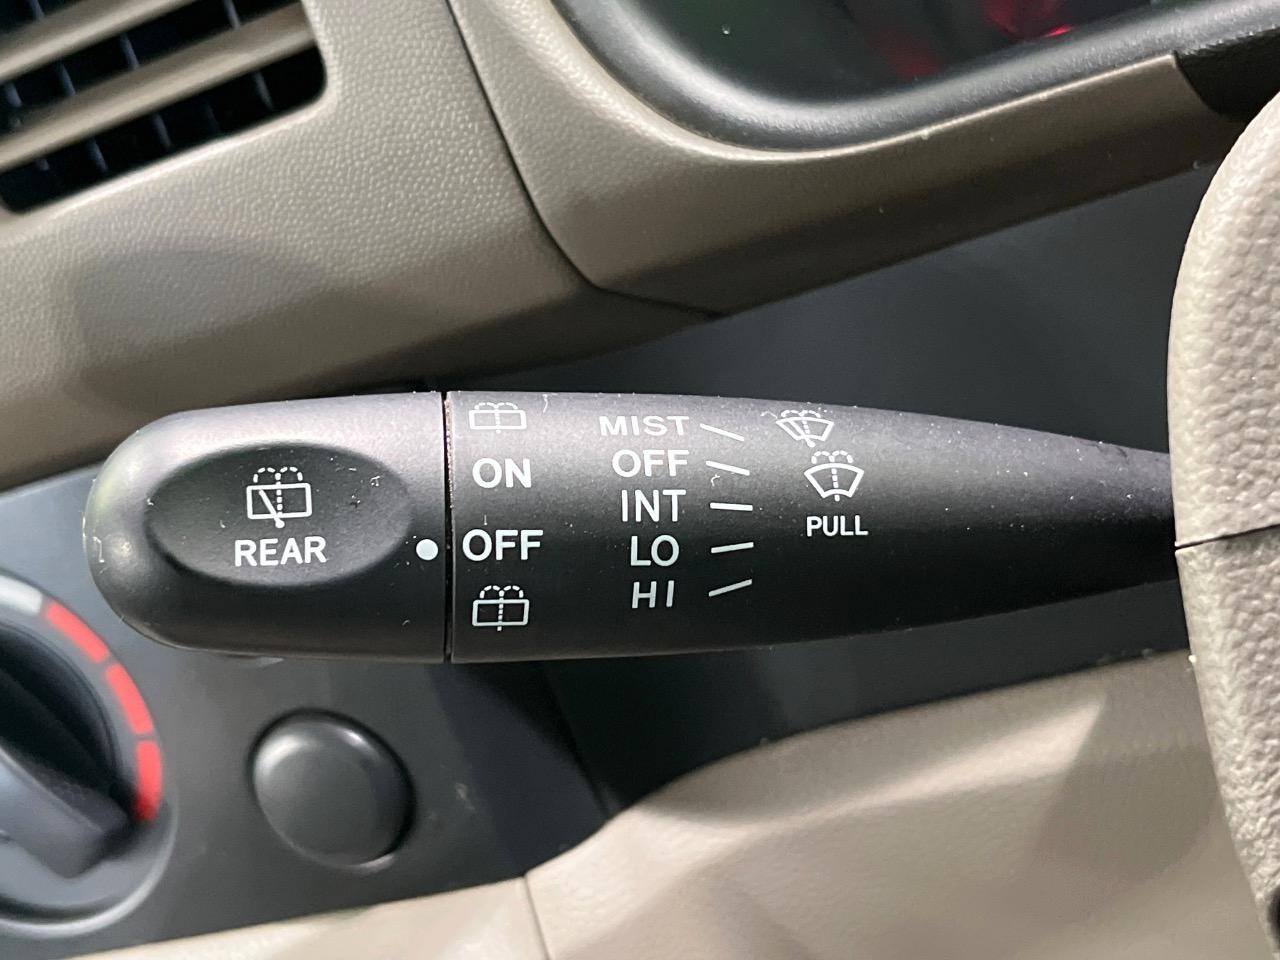 REAR
ON
OFF
MIST
OFF
INT
LO
HI
PULL